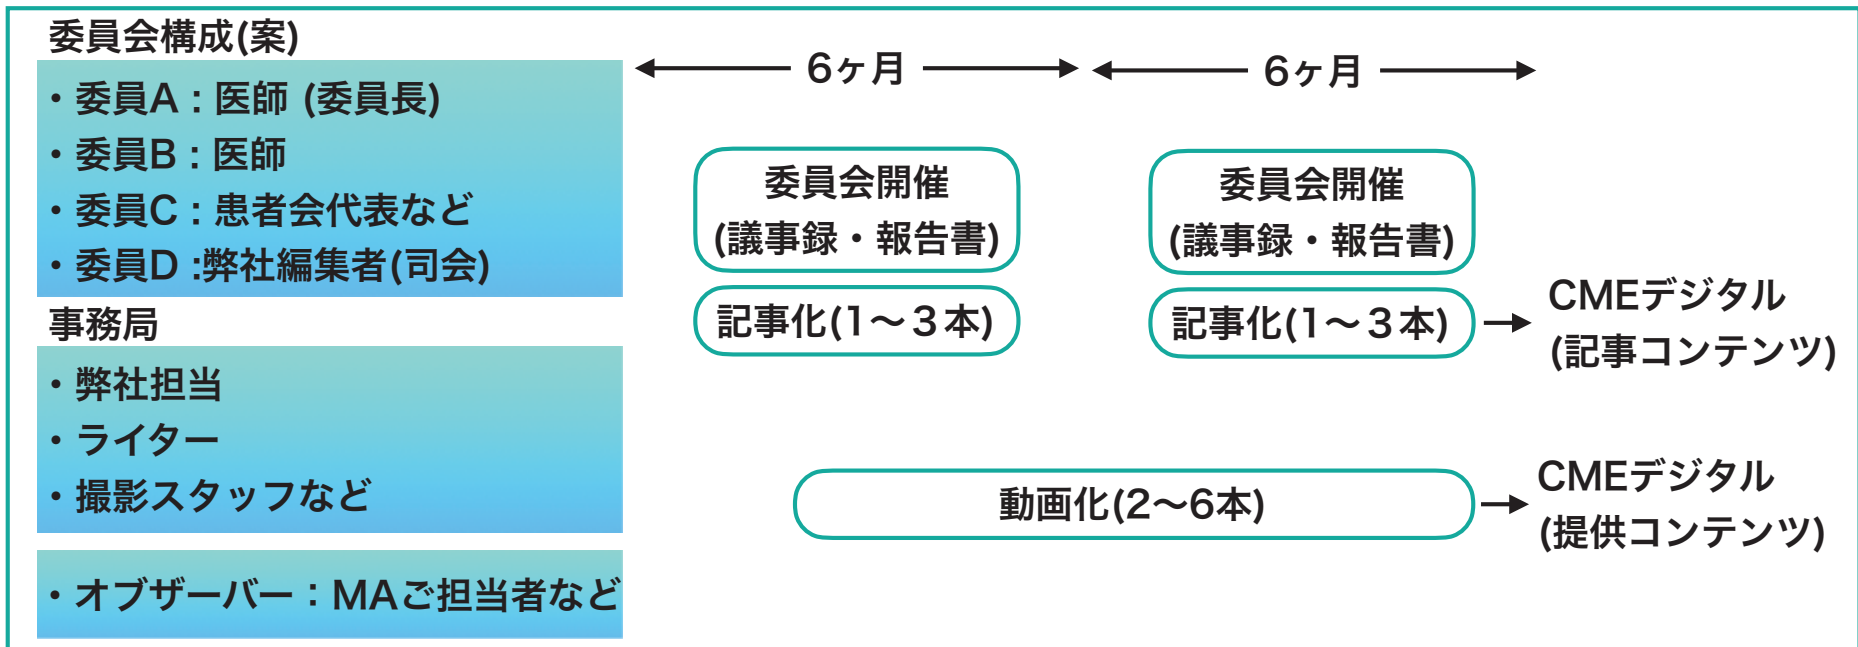 委員会構成(案)
・委員A：医師 (委員長)
・委員B：医師
・委員C：患者会代表など
・委員D :弊社編集者(司会)
事務局
・弊社担当
・ライター
・撮影スタッフなど
・オブザーバー：MAご担当者など
6ヶ月
6ヶ月
委員会開催
(議事録・報告書)
記事化(1〜３本)
委員会開催
(議事録・報告書)
記事化(1〜３本)
CMEデジタル
(記事コンテンツ)
動画化(2〜6本)
CMEデジタル
(提供コンテンツ)